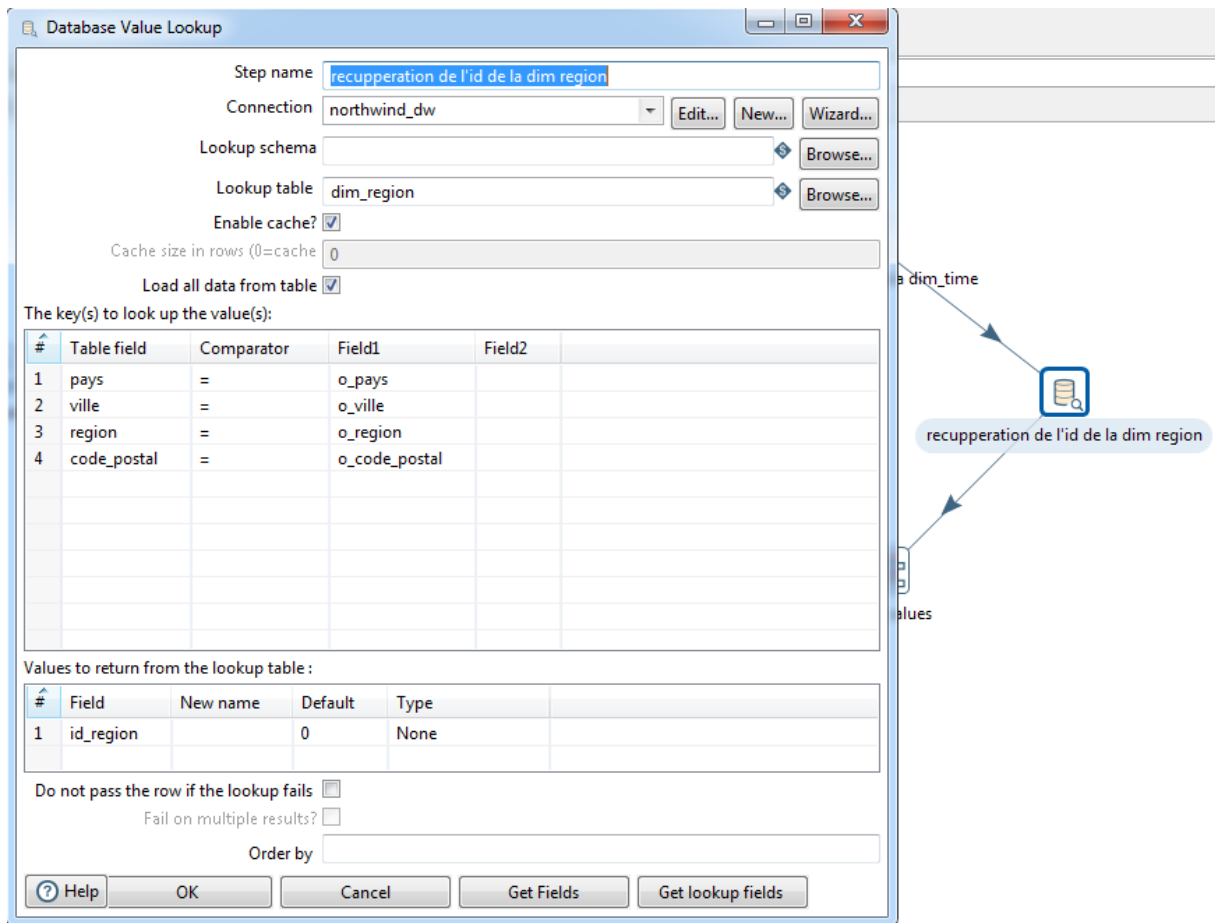 Database Value Lookup
Step name recupperation de l'id de la dim region
Connection northwind_dw Edit... New... Wizard...
Lookup schema Browse...
Lookup table dim_region Browse...
Enable cache?
Cache size in rows (0=cache 0
Load all data from table
a dim_time
The key(s) to look up the value(s):
# Table field Comparator Field1 Field2
1 pays = o_pays
2 ville = o_ville
3 region = o_region
4 code_postal = o_code_postal
recupperation de l'id de la dim region
alues
Values to return from the lookup table :
# Field New name Default Type
1 id_region 0 None
Do not pass the row if the lookup fails
Fail on multiple results?
Order by
Help OK Cancel Get Fields Get lookup fields